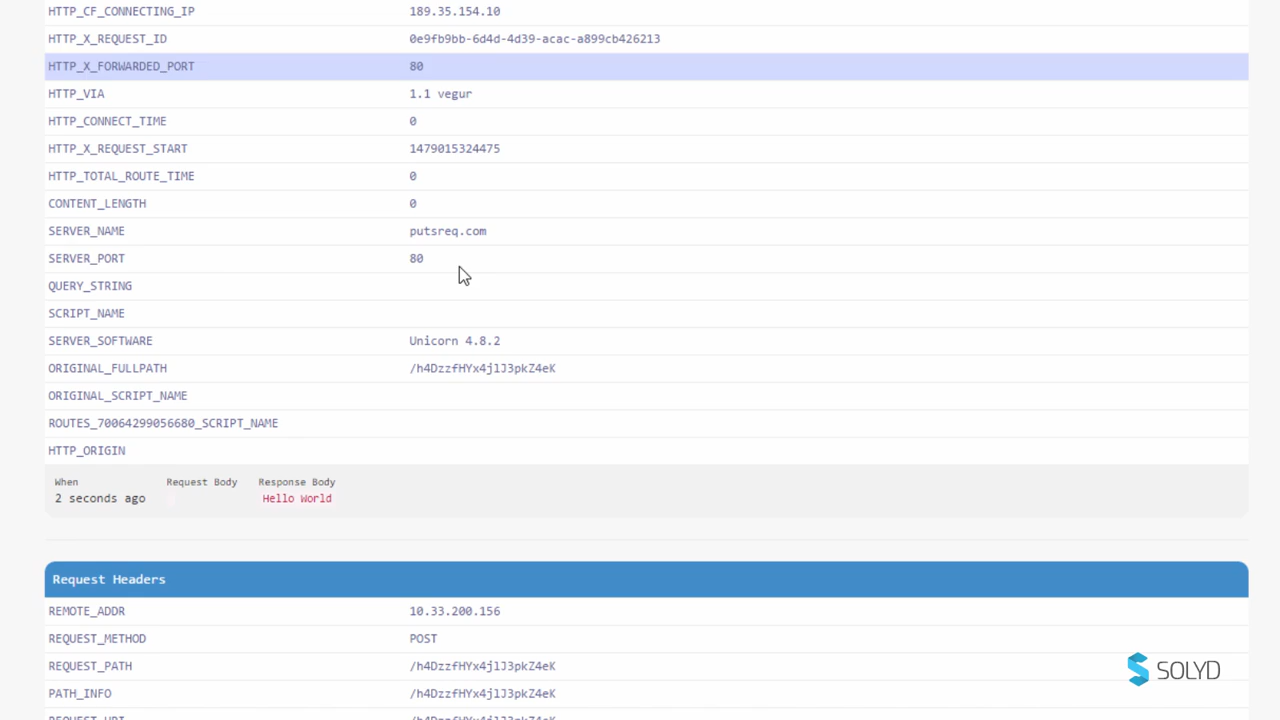 HTTP_CF_CONNECTING_IP 189.35.154.10
HTTP_X_REQUEST_ID 0e9fb9bb-6d4d-4d39-acac-a899cb426213
HTTP_X_FORWARDED_PORT 80
HTTP_VIA 1.1 vegur
HTTP_CONNECT_TIME 0
HTTP_X_REQUEST_START 1479015324475
HTTP_TOTAL_ROUTE_TIME 0
CONTENT_LENGTH 0
SERVER_NAME putsreq.com
SERVER_PORT 80
QUERY_STRING
SCRIPT_NAME
SERVER_SOFTWARE Unicorn 4.8.2
ORIGINAL_FULLPATH /h4DzzfHYx4jlJ3pkZ4eK
ORIGINAL_SCRIPT_NAME
ROUTES_70064299056680_SCRIPT_NAME
HTTP_ORIGIN
When Request Body Response Body
2 seconds ago Hello World
Request Headers
REMOTE_ADDR 10.33.200.156
REQUEST_METHOD POST
REQUEST_PATH /h4DzzfHYx4jlJ3pkZ4eK
PATH_INFO /h4DzzfHYx4jlJ3pkZ4eK
REQUEST_URI /h4DzzfHYx4jlJ3pkZ4eK
SOLYD